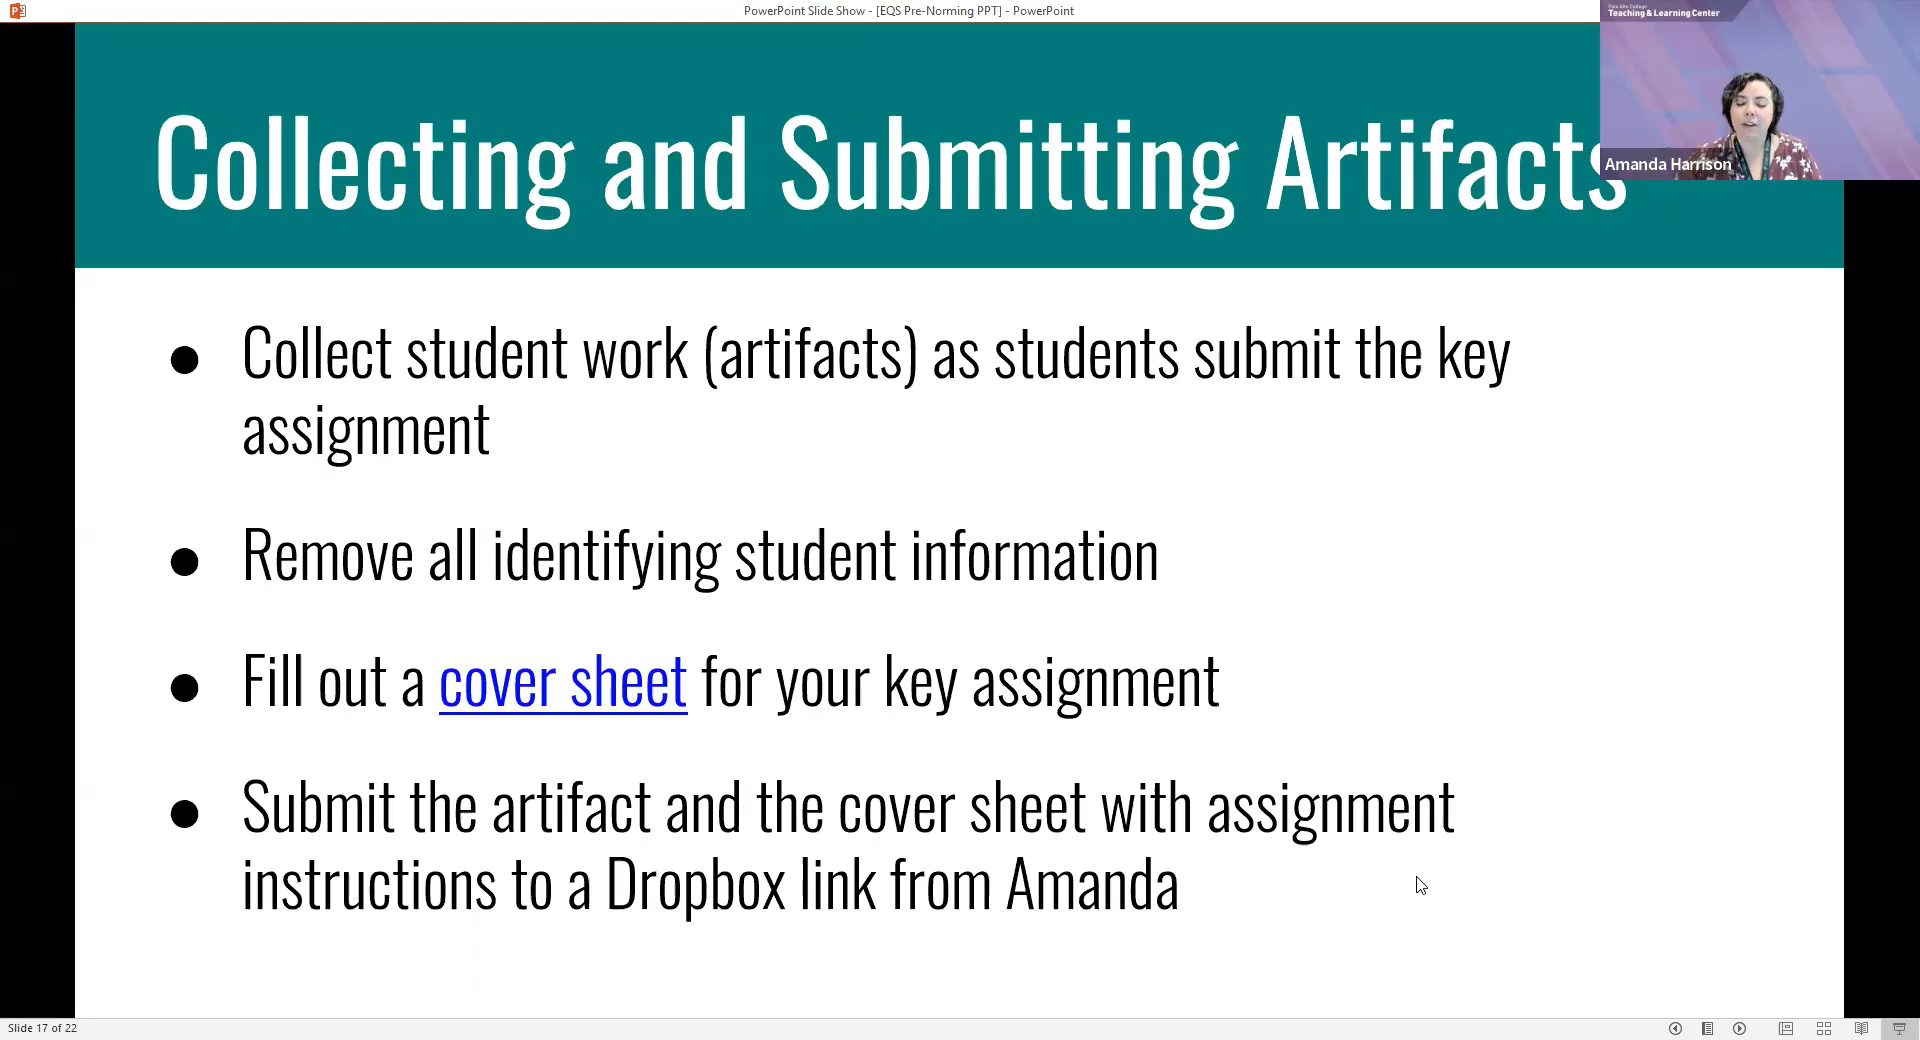 PowerPoint Slide Show - [EQS Pre-Norming PPT] - PowerPoint
Palo Alto College
Teaching & Learning Center
Amanda Harrison
Collecting and Submitting Artifacts
● Collect student work (artifacts) as students submit the key
assignment
● Remove all identifying student information
● Fill out a cover sheet for your key assignment
● Submit the artifact and the cover sheet with assignment
instructions to a Dropbox link from Amanda
Slide 17 of 22